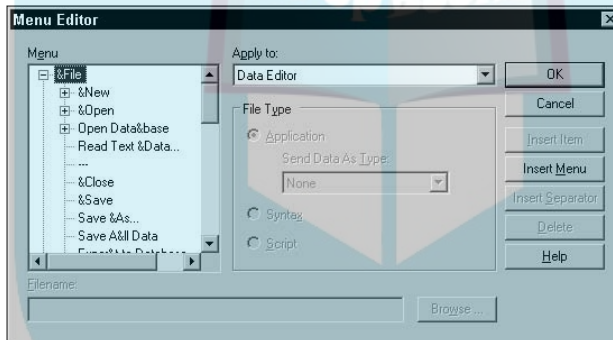 Menu Editor
Menu
&File
&New
&Open
Open Data&base
Read Text &Data...
---
&Close
&Save
Save &As...
Save A&ll Data
Apply to:
Data Editor
File Type
Application
Send Data As Type:
None
Syntax
Script
OK
Cancel
Insert Item
Insert Menu
Insert Separator
Delete
Help
Filename:
Browse ...